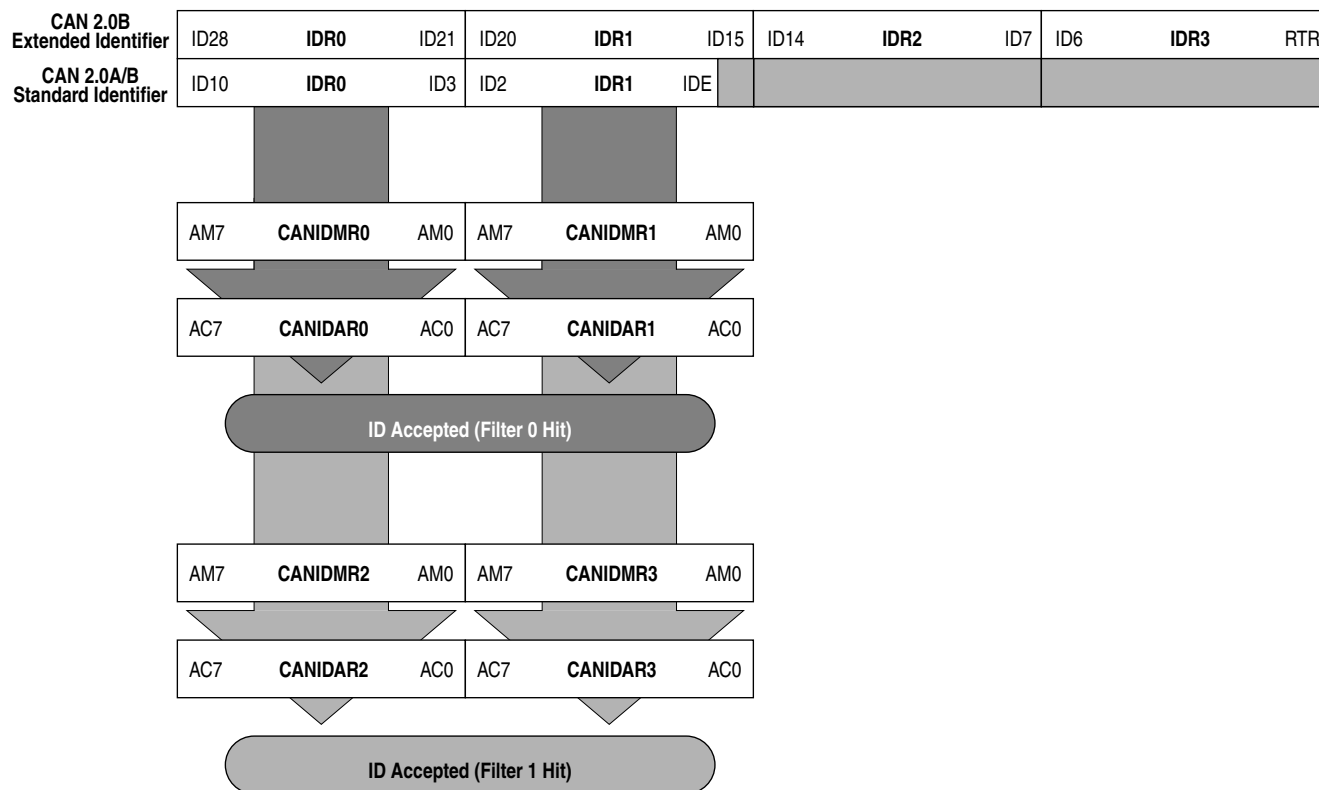 CAN 2.0B
Extended Identifier
ID28 IDR0 ID21 ID20 IDR1 ID15 ID14 IDR2 ID7 ID6 IDR3 RTR
CAN 2.0A/B
Standard Identifier
ID10 IDR0 ID3 ID2 IDR1 IDE
AM7 CANIDMR0 AM0 AM7 CANIDMR1 AM0
AC7 CANIDAR0 AC0 AC7 CANIDAR1 AC0
ID Accepted (Filter 0 Hit)
AM7 CANIDMR2 AM0 AM7 CANIDMR3 AM0
AC7 CANIDAR2 AC0 AC7 CANIDAR3 AC0
ID Accepted (Filter 1 Hit)